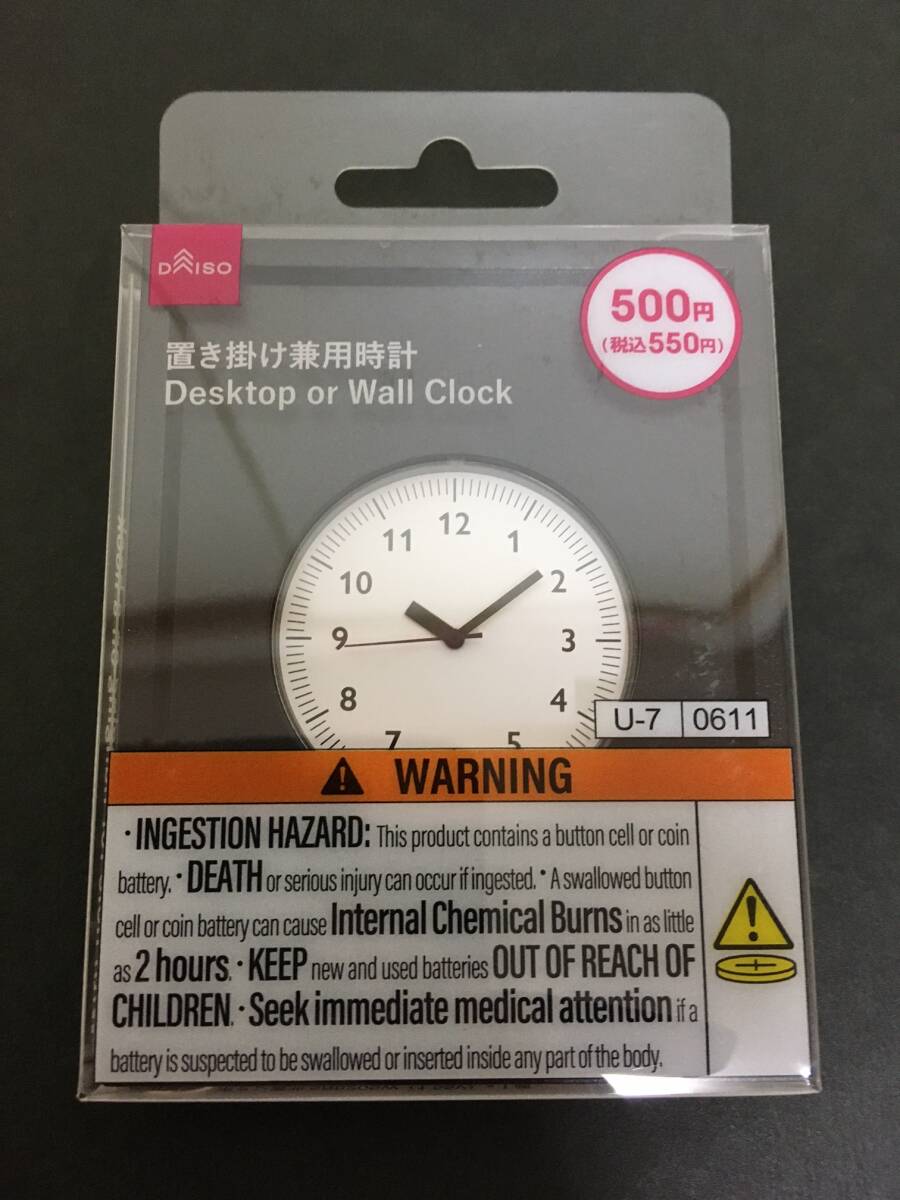 DAISO
500円
(税込550円)
置き掛け兼用時計
Desktop or Wall Clock
12
11
1
10
2
9
3
8
4
7
5
U-7 0611
WARNING
・INGESTION HAZARD: This product contains a button cell or coin
battery.・DEATH or serious injury can occur if ingested.・A swallowed button
cell or coin battery can cause Internal Chemical Burns in as little
as 2 hours.・KEEP new and used batteries OUT OF REACH OF
CHILDREN.・Seek immediate medical attention if a
battery is suspected to be swallowed or inserted inside any part of the body.